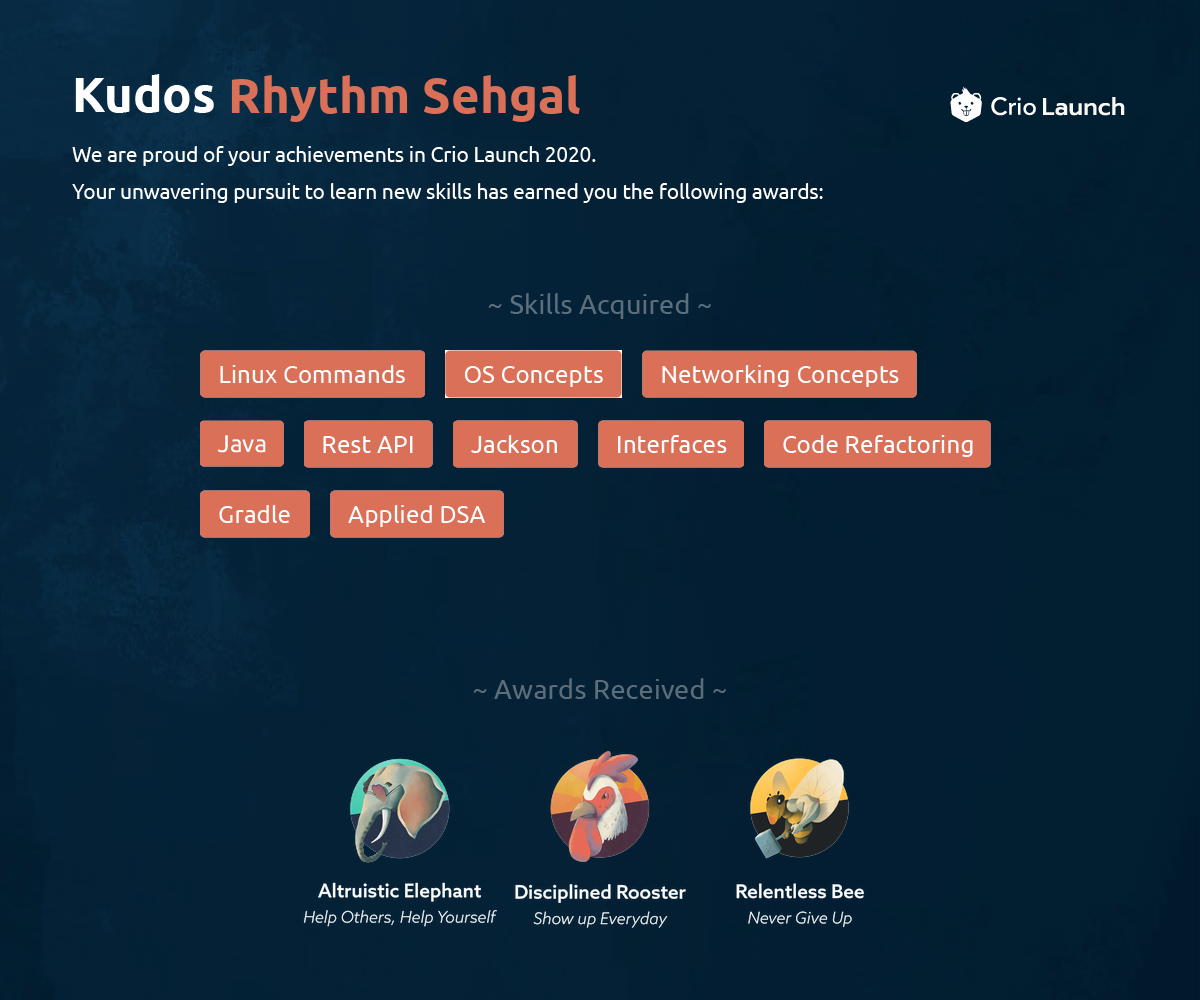 Kudos Rhythm Sehgal
Crio Launch
We are proud of your achievements in Crio Launch 2020.
Your unwavering pursuit to learn new skills has earned you the following awards:
~ Skills Acquired ~
Linux Commands OS Concepts Networking Concepts
Java Rest API Jackson Interfaces Code Refactoring
Gradle Applied DSA
~ Awards Received ~
Altruistic Elephant Disciplined Rooster Relentless Bee
Help Others, Help Yourself Show up Everyday Never Give Up